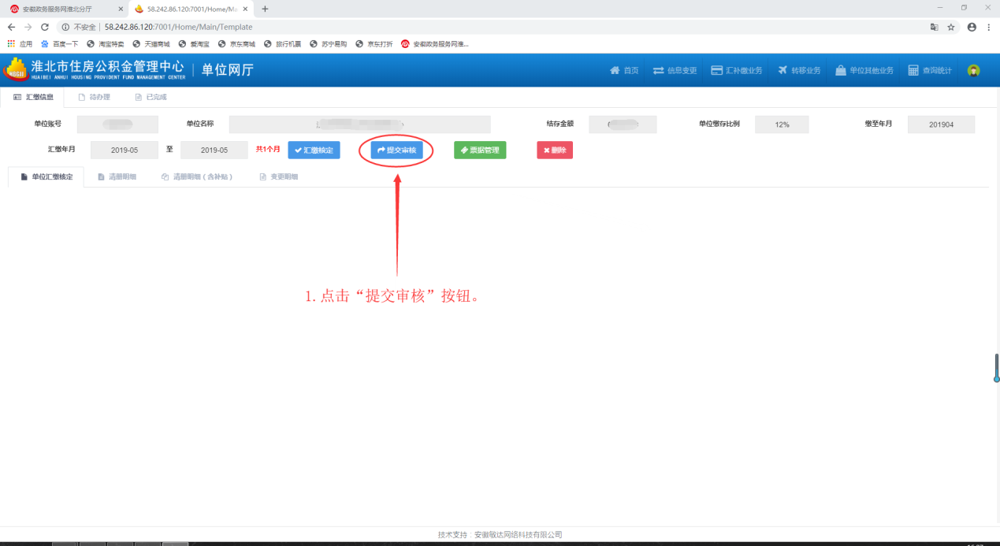 安徽政务服务网淮北分厅
58.242.86.120:7001/Home/Ma
不安全 58.242.86.120:7001/Home/Main/Template
应用 百度一下 淘宝特卖 天猫商城 爱淘宝 京东商城 旅行机票 苏宁易购 京东打折 安徽政务服务网淮...
淮北市住房公积金管理中心 单位网厅
HUAIBEI ANHUI HOUSING PROVIDENT FUND MANAGEMENT CENTER
首页 信息变更 汇补缴业务 转移业务 单位其他业务 查询统计
汇缴信息 待办理 已完成
单位账号 单位名称 结存金额 单位缴存比例 12% 缴至年月 201904
汇缴年月 2019-05 至 2019-05 共1个月 汇缴核定 提交审核 票据管理 删除
单位汇缴核定 清册明细 清册明细（含补贴） 变更明细
1.点击“提交审核”按钮。
技术支持：安徽敏达网络科技有限公司